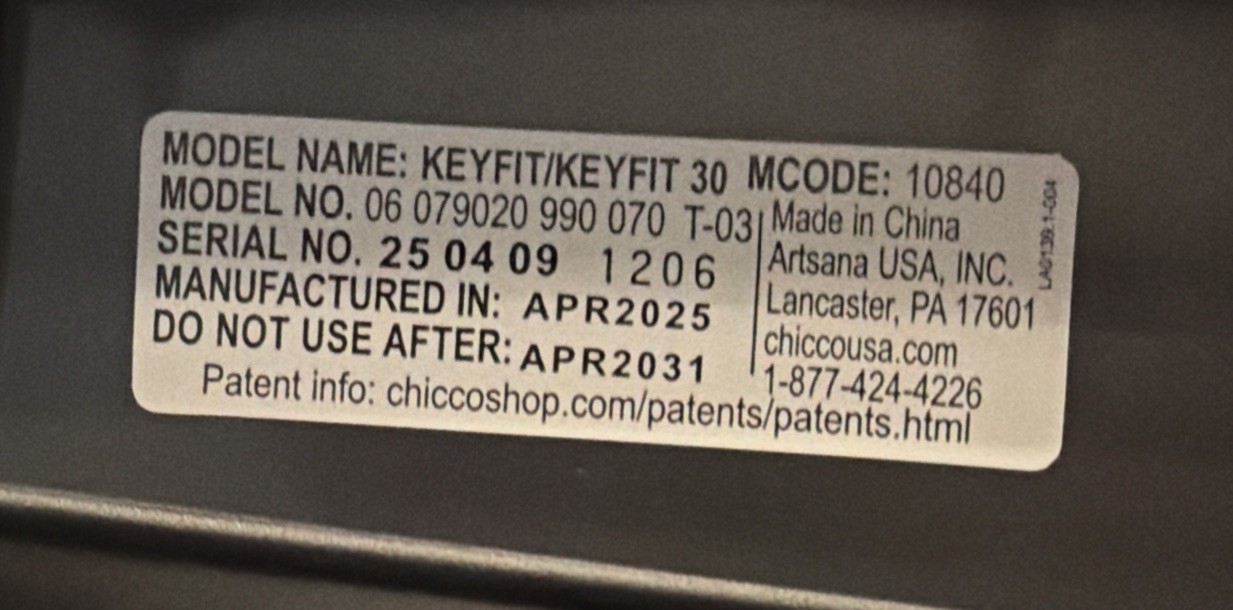 MODEL NAME: KEYFIT/KEYFIT 30 MCODE: 10840
MODEL NO. 06 079020 990 070 T-03
SERIAL NO. 25 04 09 1206
MANUFACTURED IN: APR2025
DO NOT USE AFTER: APR2031
Made in China
Artsana USA, INC.
Lancaster, PA 17601
chiccousa.com
1-877-424-4226
Patent info: chiccoshop.com/patents/patents.html